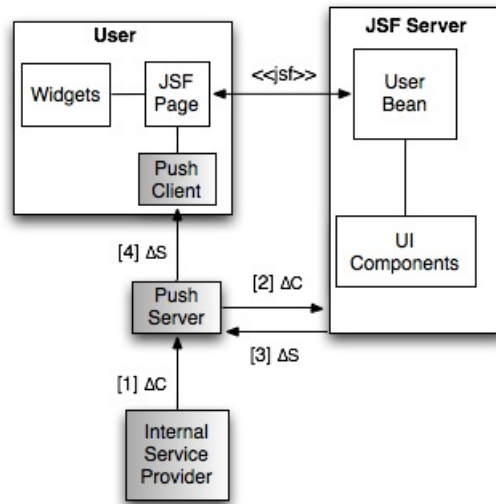 User
JSF Server
Widgets
JSF
Page
<<jsf>>
User
Bean
Push
Client
[4] ΔS
UI
Components
Push
Server
[2] ΔC
[3] ΔS
[1] ΔC
Internal
Service
Provider